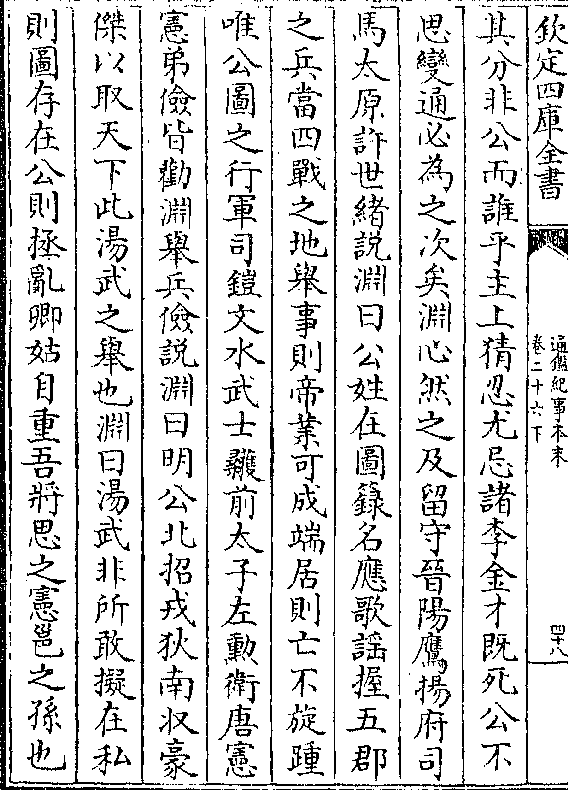 欽定四庫全書
通鑑紀事本末
卷二十六下
四十八
其分非公而誰乎主上猜忍尤忌諸李金才既死公不
思變通必為之次矣淵心然之及留守晉陽鷹揚府司
馬太原許世緒説淵曰公姓在圖籙名應歌謡握五郡
之兵當四戰之地舉事則帝業可成端居則亡不旋踵
唯公圖之行軍司鎧文水武士彠前太子左勳衛唐憲
憲弟儉皆勸淵舉兵儉説淵曰明公北招戎狄南収豪
傑以取天下此湯武之舉也淵曰湯武非所敢擬在私
則圖存在公則拯亂卿姑自重吾將思之憲邕之孫也